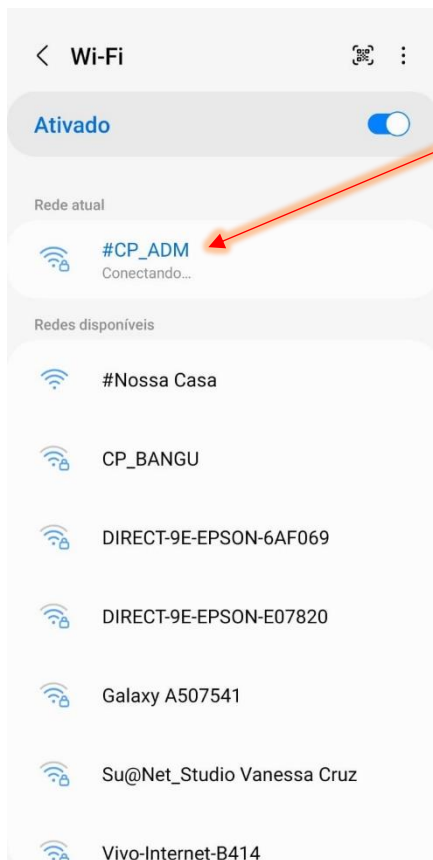 Wi-Fi
Ativado
Rede atual
#CP_ADM
Conectando...
Redes disponíveis
#Nossa Casa
CP_BANGU
DIRECT-9E-EPSON-6AF069
DIRECT-9E-EPSON-E07820
Galaxy A507541
Su@Net_Studio Vanessa Cruz
Vivo-Internet-B414